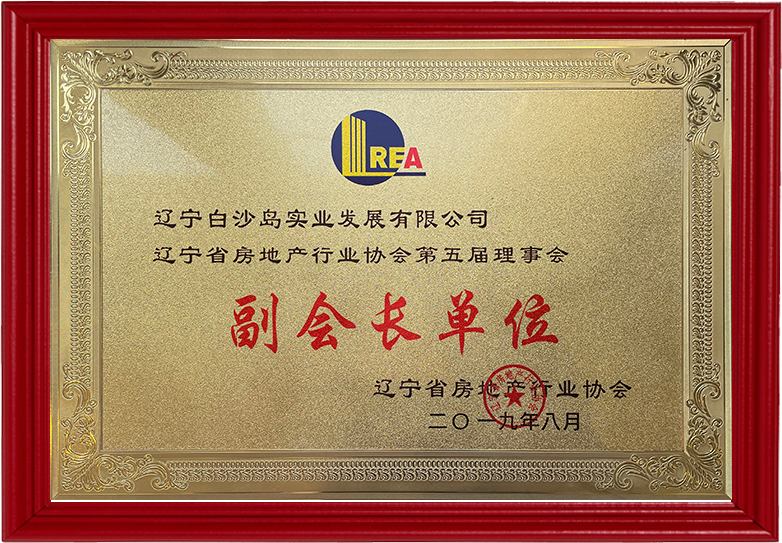 REA
辽宁白沙岛实业发展有限公司
辽宁省房地产行业协会第五届理事会
副会长单位
辽宁省房地产行业协会
二〇一九年八月